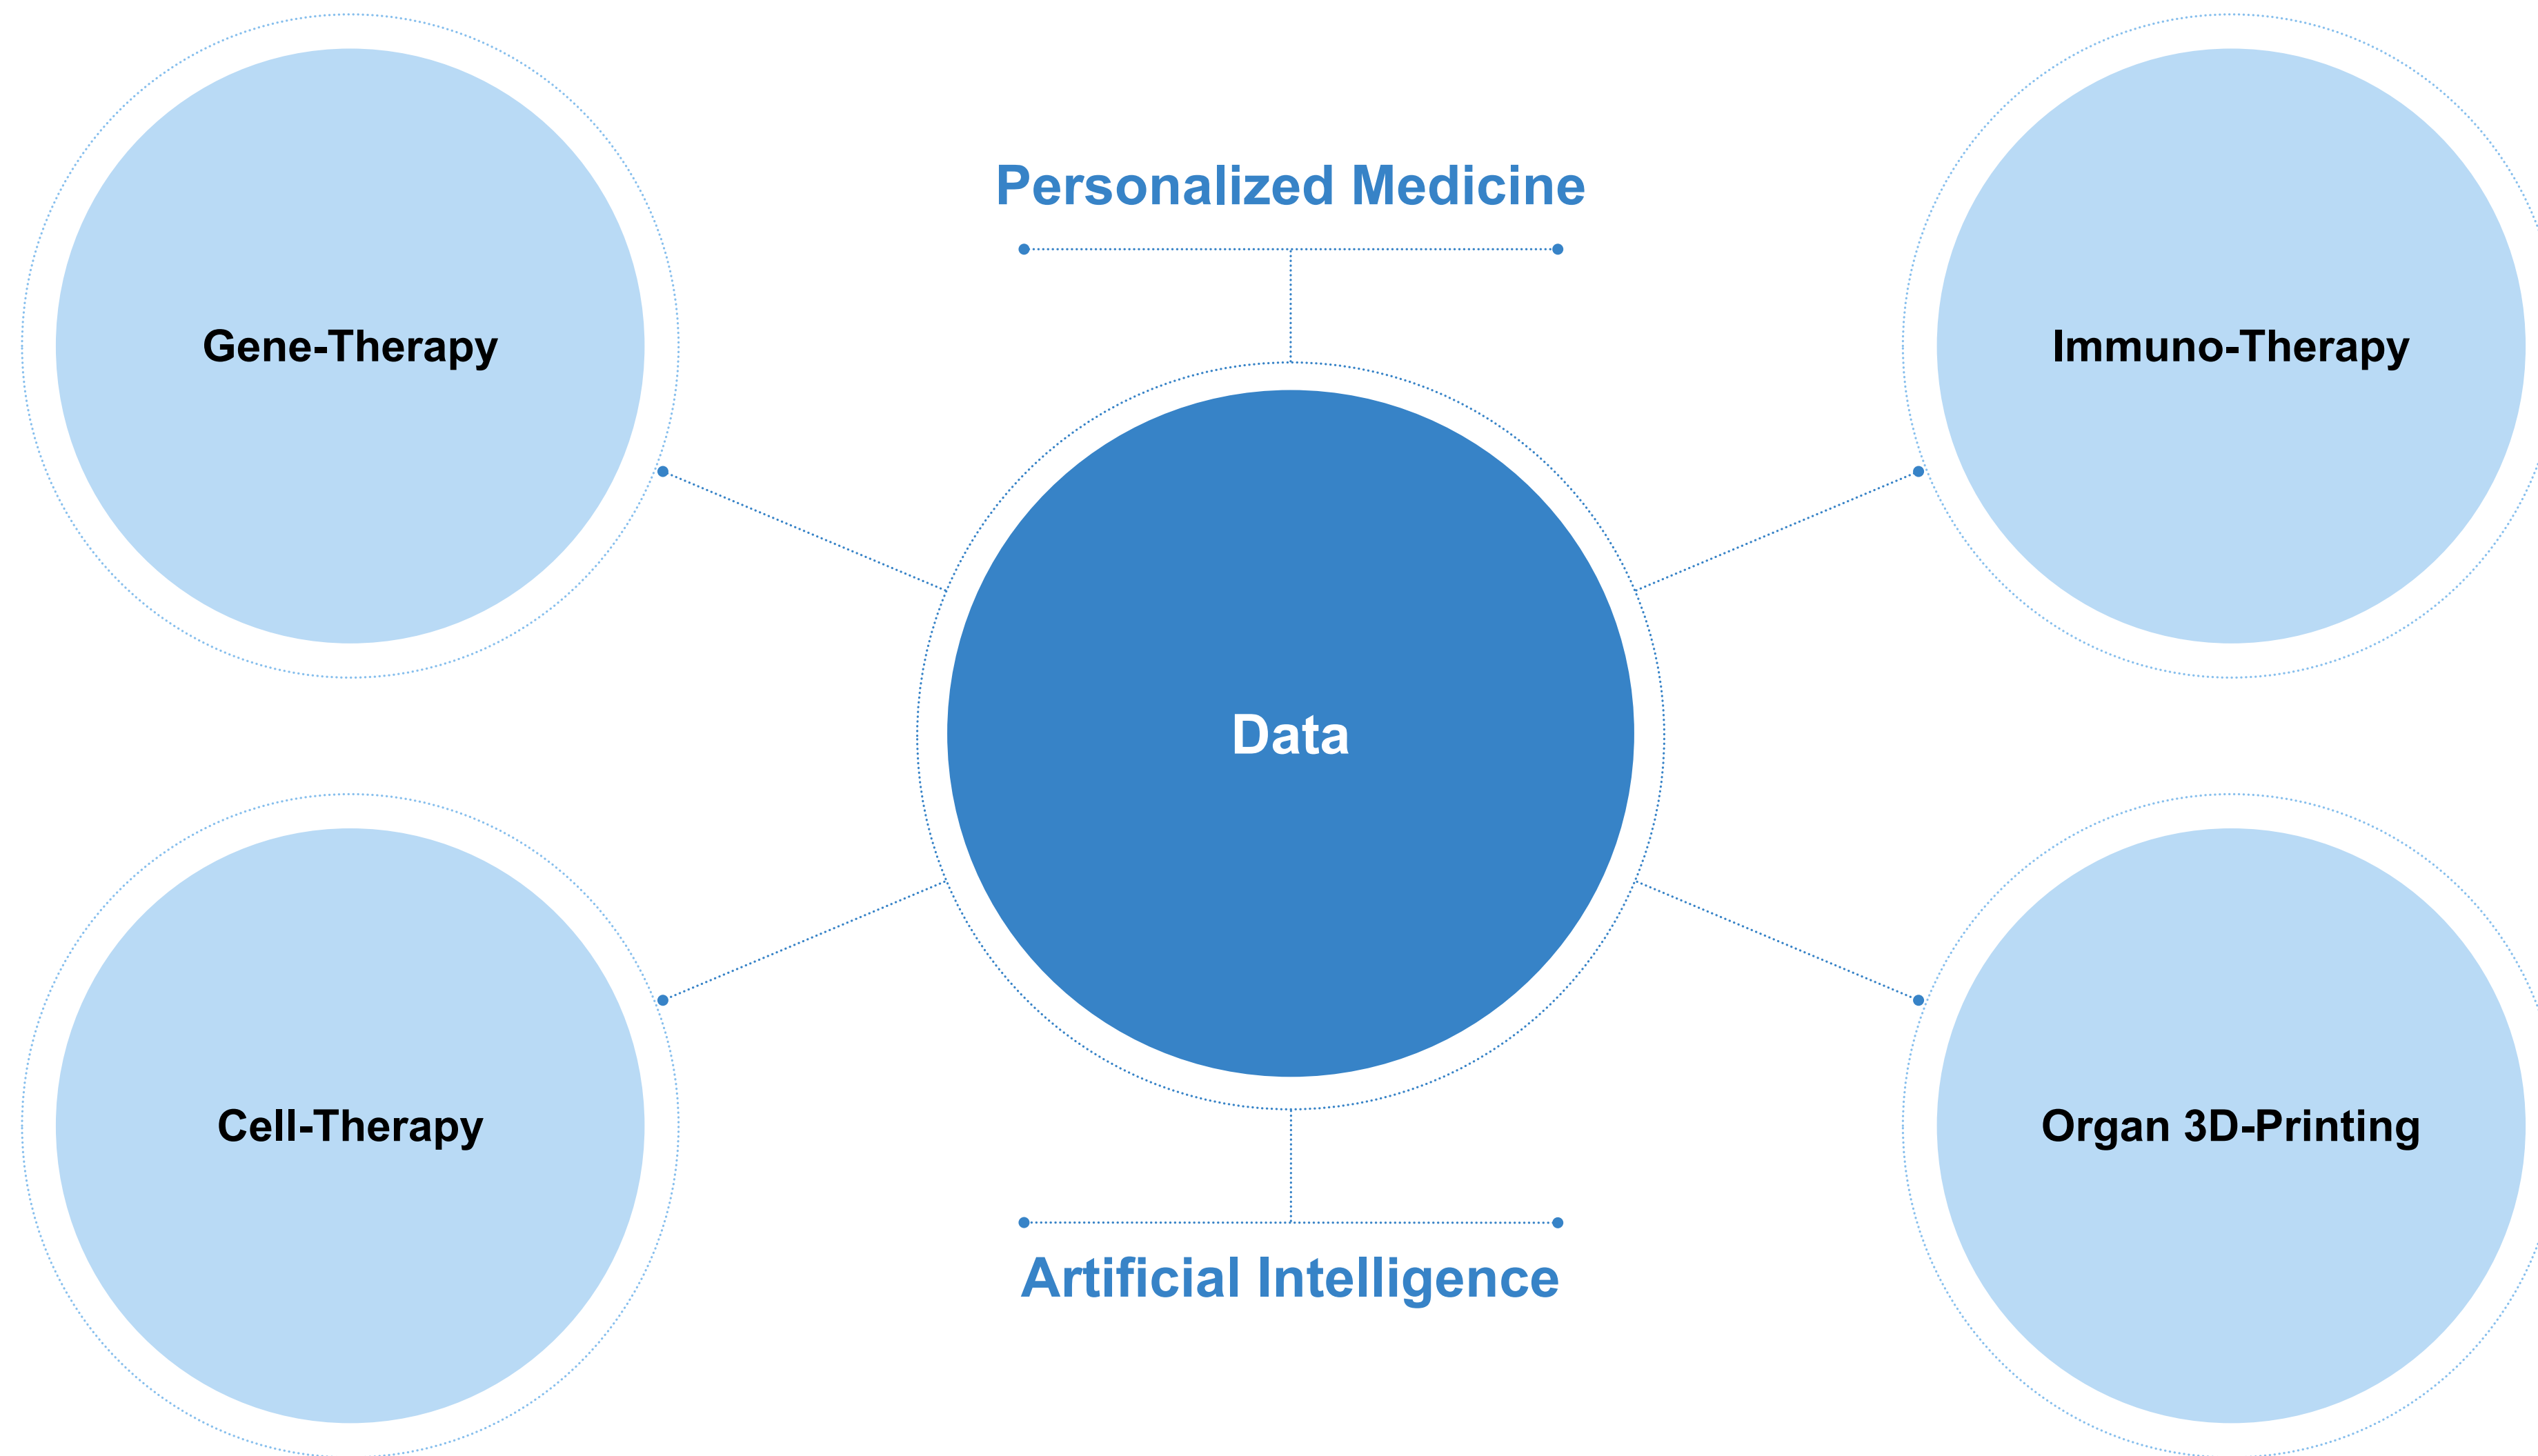 Personalized Medicine
Gene-Therapy
Immuno-Therapy
Data
Cell-Therapy
Organ 3D-Printing
Artificial Intelligence